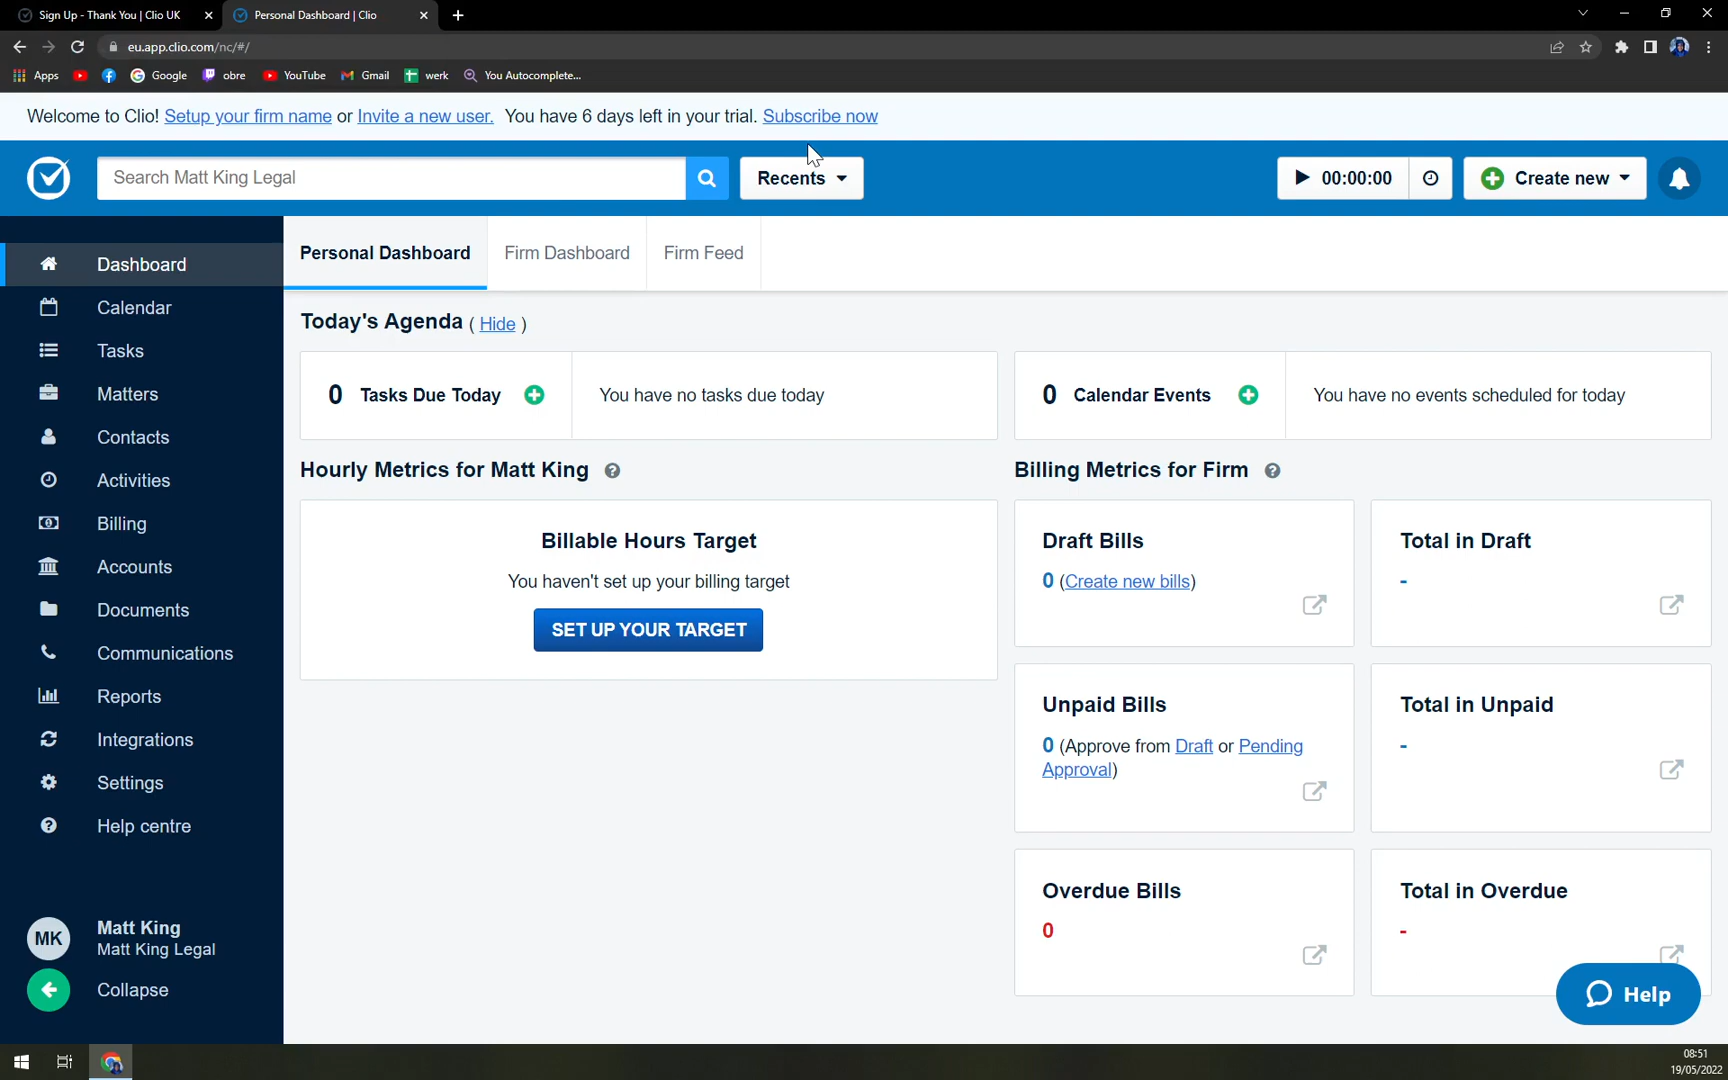 Sign Up - Thank You | Clio UK
Personal Dashboard | Clio
eu.app.clio.com/nc/#/
Apps
Google
obre
YouTube
Gmail
werk
You Autocomplete...
Welcome to Clio! Setup your firm name or Invite a new user. You have 6 days left in your trial. Subscribe now
Search Matt King Legal
Recents
00:00:00
Create new
Dashboard
Calendar
Tasks
Matters
Contacts
Activities
Billing
Accounts
Documents
Communications
Reports
Integrations
Settings
Help centre
MK
Matt King
Matt King Legal
Collapse
Personal Dashboard
Firm Dashboard
Firm Feed
Today's Agenda ( Hide )
0 Tasks Due Today
You have no tasks due today
0 Calendar Events
You have no events scheduled for today
Hourly Metrics for Matt King ?
Billable Hours Target
You haven't set up your billing target
SET UP YOUR TARGET
Billing Metrics for Firm ?
Draft Bills
0 (Create new bills)
Total in Draft
-
Unpaid Bills
0 (Approve from Draft or Pending
Approval)
Total in Unpaid
-
Overdue Bills
0
Total in Overdue
-
Help
08:51
19/05/2022